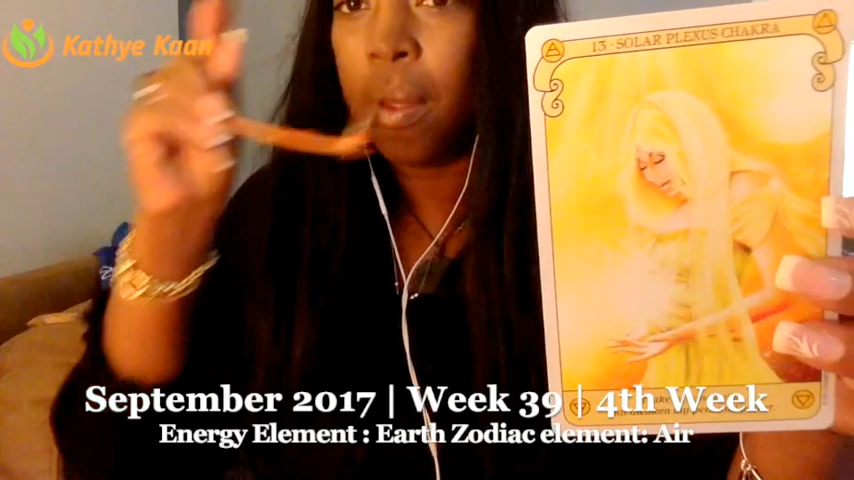 Kathye Kaan
13 - SOLAR PLEXUS CHAKRA
September 2017 | Week 39 | 4th Week
Energy Element : Earth Zodiac element: Air